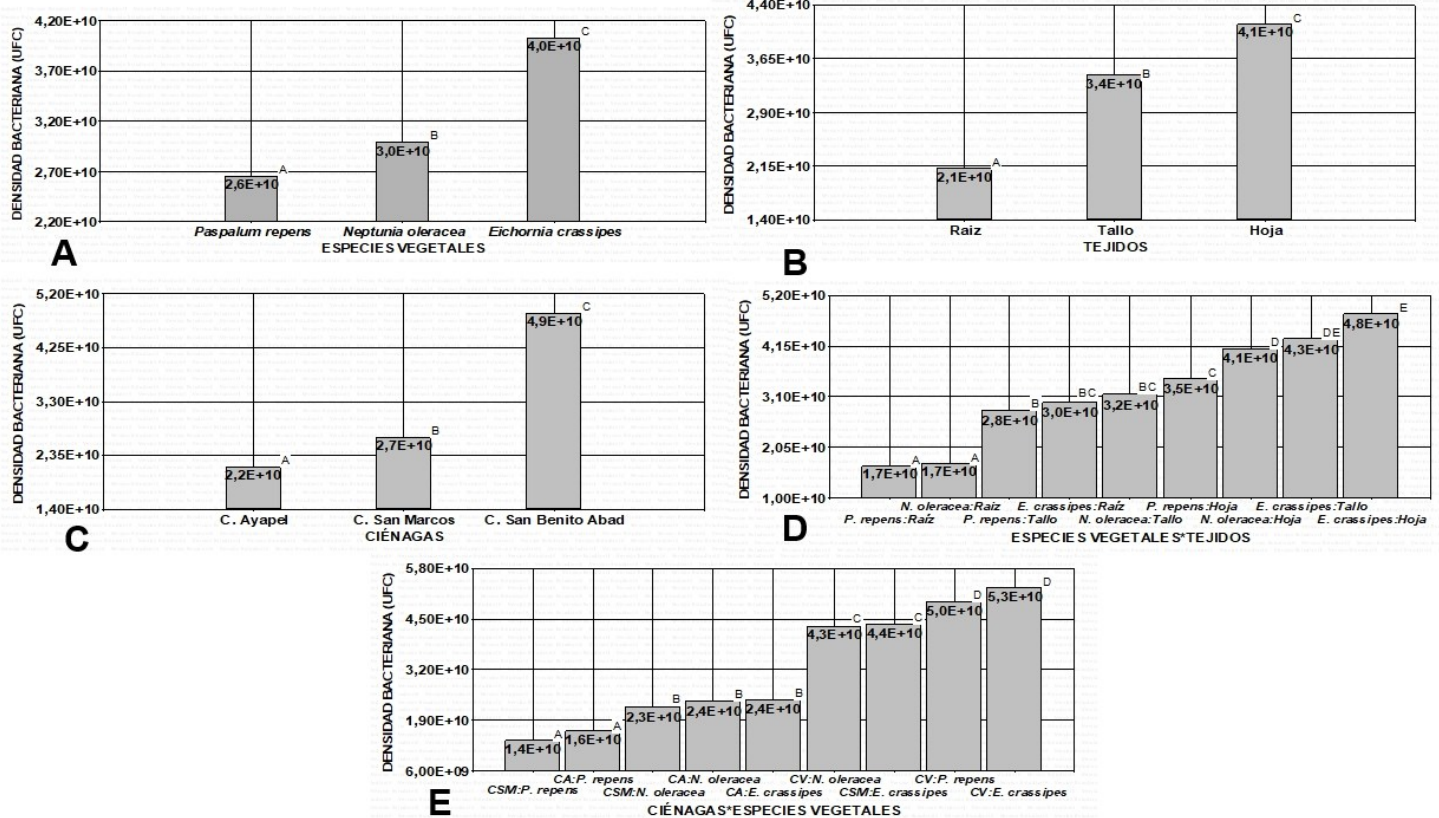 DENSIDAD BACTERIANA (UFC)
4,20E+10
3,70E+10
3,20E+10
2,70E+10
2,20E+10
2,6E+10
A
3,0E+10
B
4,0E+10
C
Paspalum repens
Neptunia oleracea
Eichornia crassipes
ESPECIES VEGETALES
A
DENSIDAD BACTERIANA (UFC)
4,40E+10
3,65E+10
2,90E+10
2,15E+10
1,40E+10
2,1E+10
A
3,4E+10
B
4,1E+10
C
Raiz
Tallo
Hoja
TEJIDOS
B
DENSIDAD BACTERIANA (UFC)
5,20E+10
4,25E+10
3,30E+10
2,35E+10
1,40E+10
2,2E+10
A
2,7E+10
B
4,9E+10
C
C. Ayapel
C. San Marcos
C. San Benito Abad
CIÉNAGAS
C
DENSIDAD BACTERIANA (UFC)
5,20E+10
4,15E+10
3,10E+10
2,05E+10
1,00E+10
1,7E+10
A
1,7E+10
A
2,8E+10
B
3,0E+10
BC
3,2E+10
BC
3,5E+10
C
4,1E+10
D
4,3E+10
DE
4,8E+10
E
N. oleracea:Raiz
E. crassipes:Raíz
P. repens:Hoja
E. crassipes:Tallo
P. repens:Raíz
P. repens:Tallo
N. oleracea:Tallo
N. oleracea:Hoja
E. crassipes:Hoja
ESPECIES VEGETALES*TEJIDOS
D
DENSIDAD BACTERIANA (UFC)
5,80E+10
4,50E+10
3,20E+10
1,90E+10
6,00E+09
1,4E+10
A
1,6E+10
A
2,3E+10
B
2,4E+10
B
2,4E+10
B
4,3E+10
C
4,4E+10
C
5,0E+10
D
5,3E+10
D
CA:P. repens
CA:N. oleracea
CV:N. oleracea
CV:P. repens
CSM:P. repens
CSM:N. oleracea
CA:E. crassipes
CSM:E. crassipes
CV:E. crassipes
CIÉNAGAS*ESPECIES VEGETALES
E